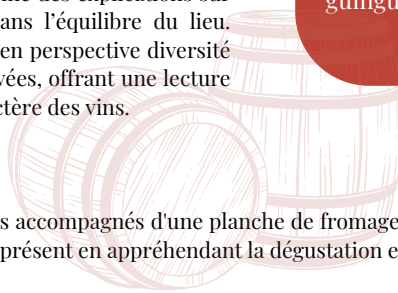 ans l'équilibre du lieu.
en perspective diversité
vées, offrant une lecture
ctère des vins.
s accompagnés d'une planche de fromage
présent en appréhendant la dégustation e